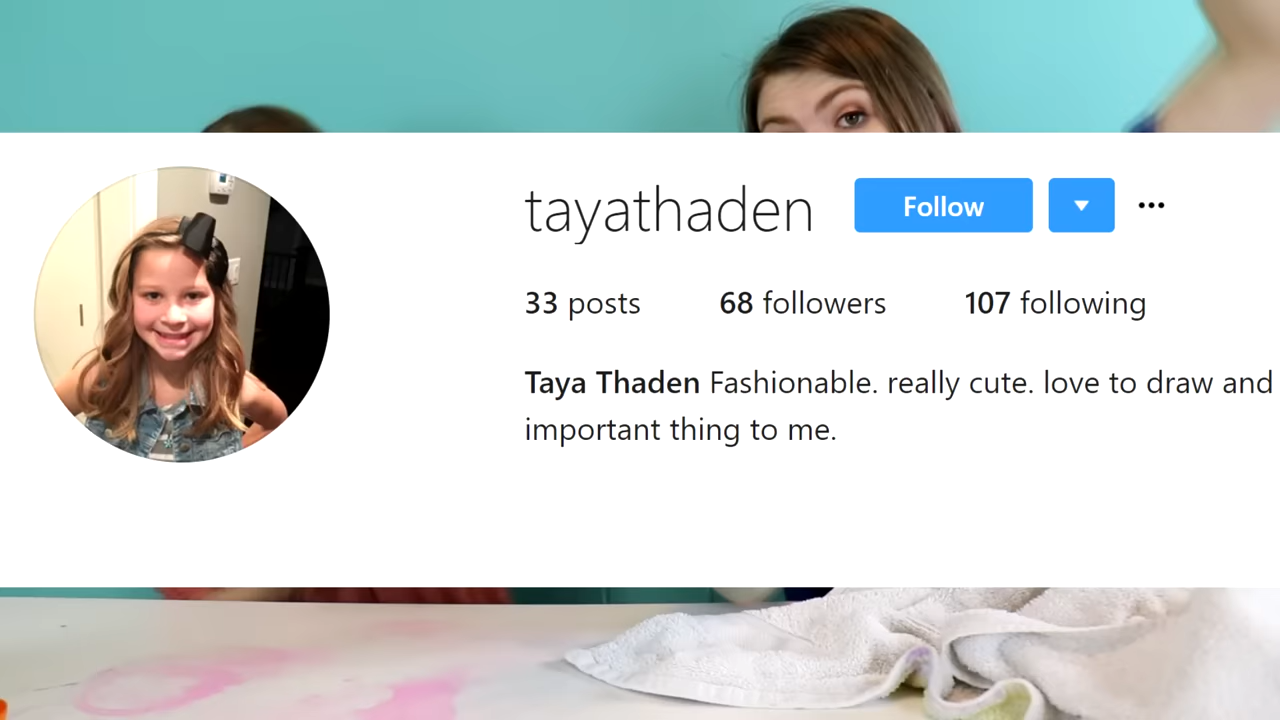 tayathaden Follow ...
33 posts 68 followers 107 following
Taya Thaden Fashionable. really cute. love to draw and
important thing to me.